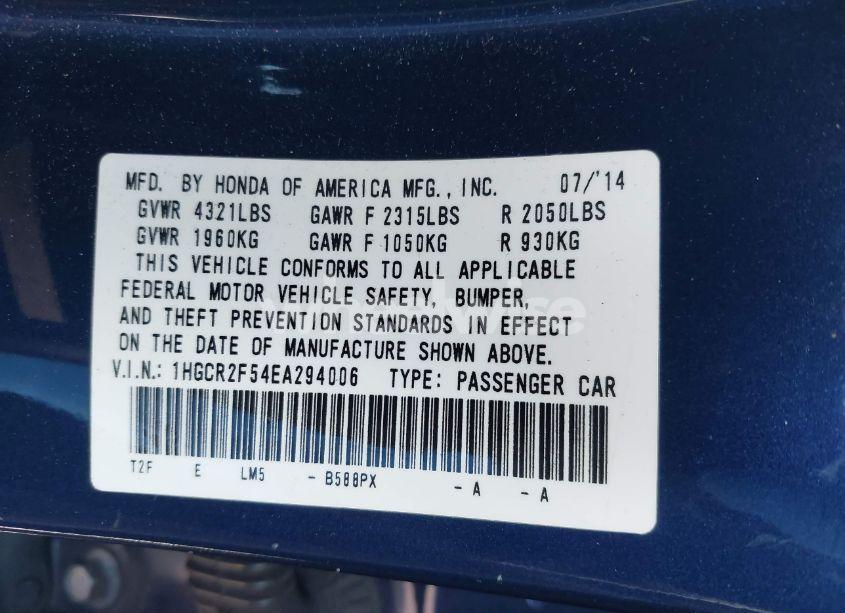 MFD. BY HONDA OF AMERICA MFG., INC. 07/'14
GVWR 4321LBS GAWR F 2315LBS R 2050LBS
GVWR 1960KG GAWR F 1050KG R 930KG
THIS VEHICLE CONFORMS TO ALL APPLICABLE
FEDERAL MOTOR VEHICLE SAFETY, BUMPER,
AND THEFT PREVENTION STANDARDS IN EFFECT
ON THE DATE OF MANUFACTURE SHOWN ABOVE.
V.I.N.: 1HGCR2F54EA294006 TYPE: PASSENGER CAR
T2F E LM5 - B588PX - A - A